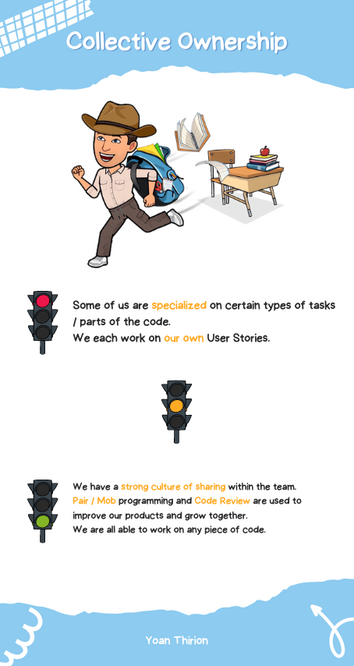 Collective Ownership
Some of us are specialized on certain types of tasks
/ parts of the code.
We each work on our own User Stories.
We have a strong culture of sharing within the team.
Pair / Mob programming and Code Review are used to
improve our products and grow together.
We are all able to work on any piece of code.
Yoan Thirion